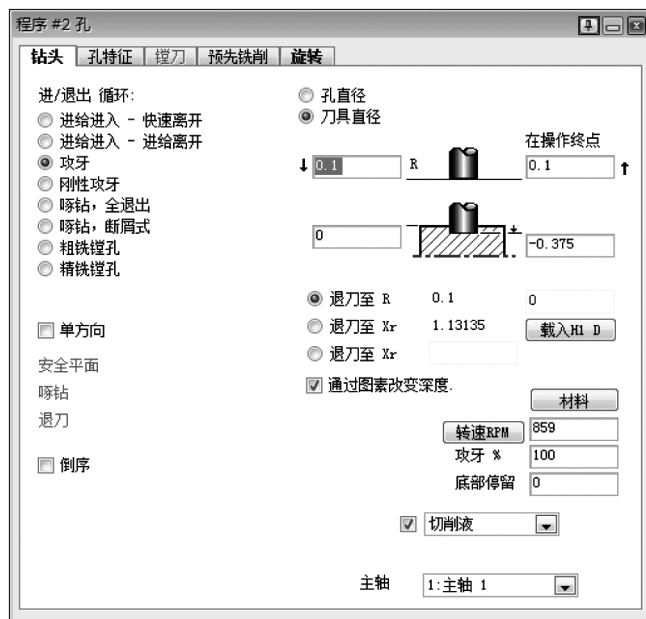 程序 #2 孔
钻头 孔特征 镗刀 预先铣削 旋转
进/退出 循环:
进给进入 - 快速离开
进给进入 - 进给离开
攻牙
刚性攻牙
啄钻，全退出
啄钻，断屑式
粗铣镗孔
精铣镗孔
单方向
安全平面
啄钻
退刀
倒序
孔直径
刀具直径
在操作终点
0.1 R 0.1
0 -0.375
退刀至 R 0.1 0
退刀至 Xr 1.13135 载入H1 D
退刀至 Xr
通过图素改变深度.
材料
转速RPM 859
攻牙 % 100
底部停留 0
切削液
主轴 1:主轴 1